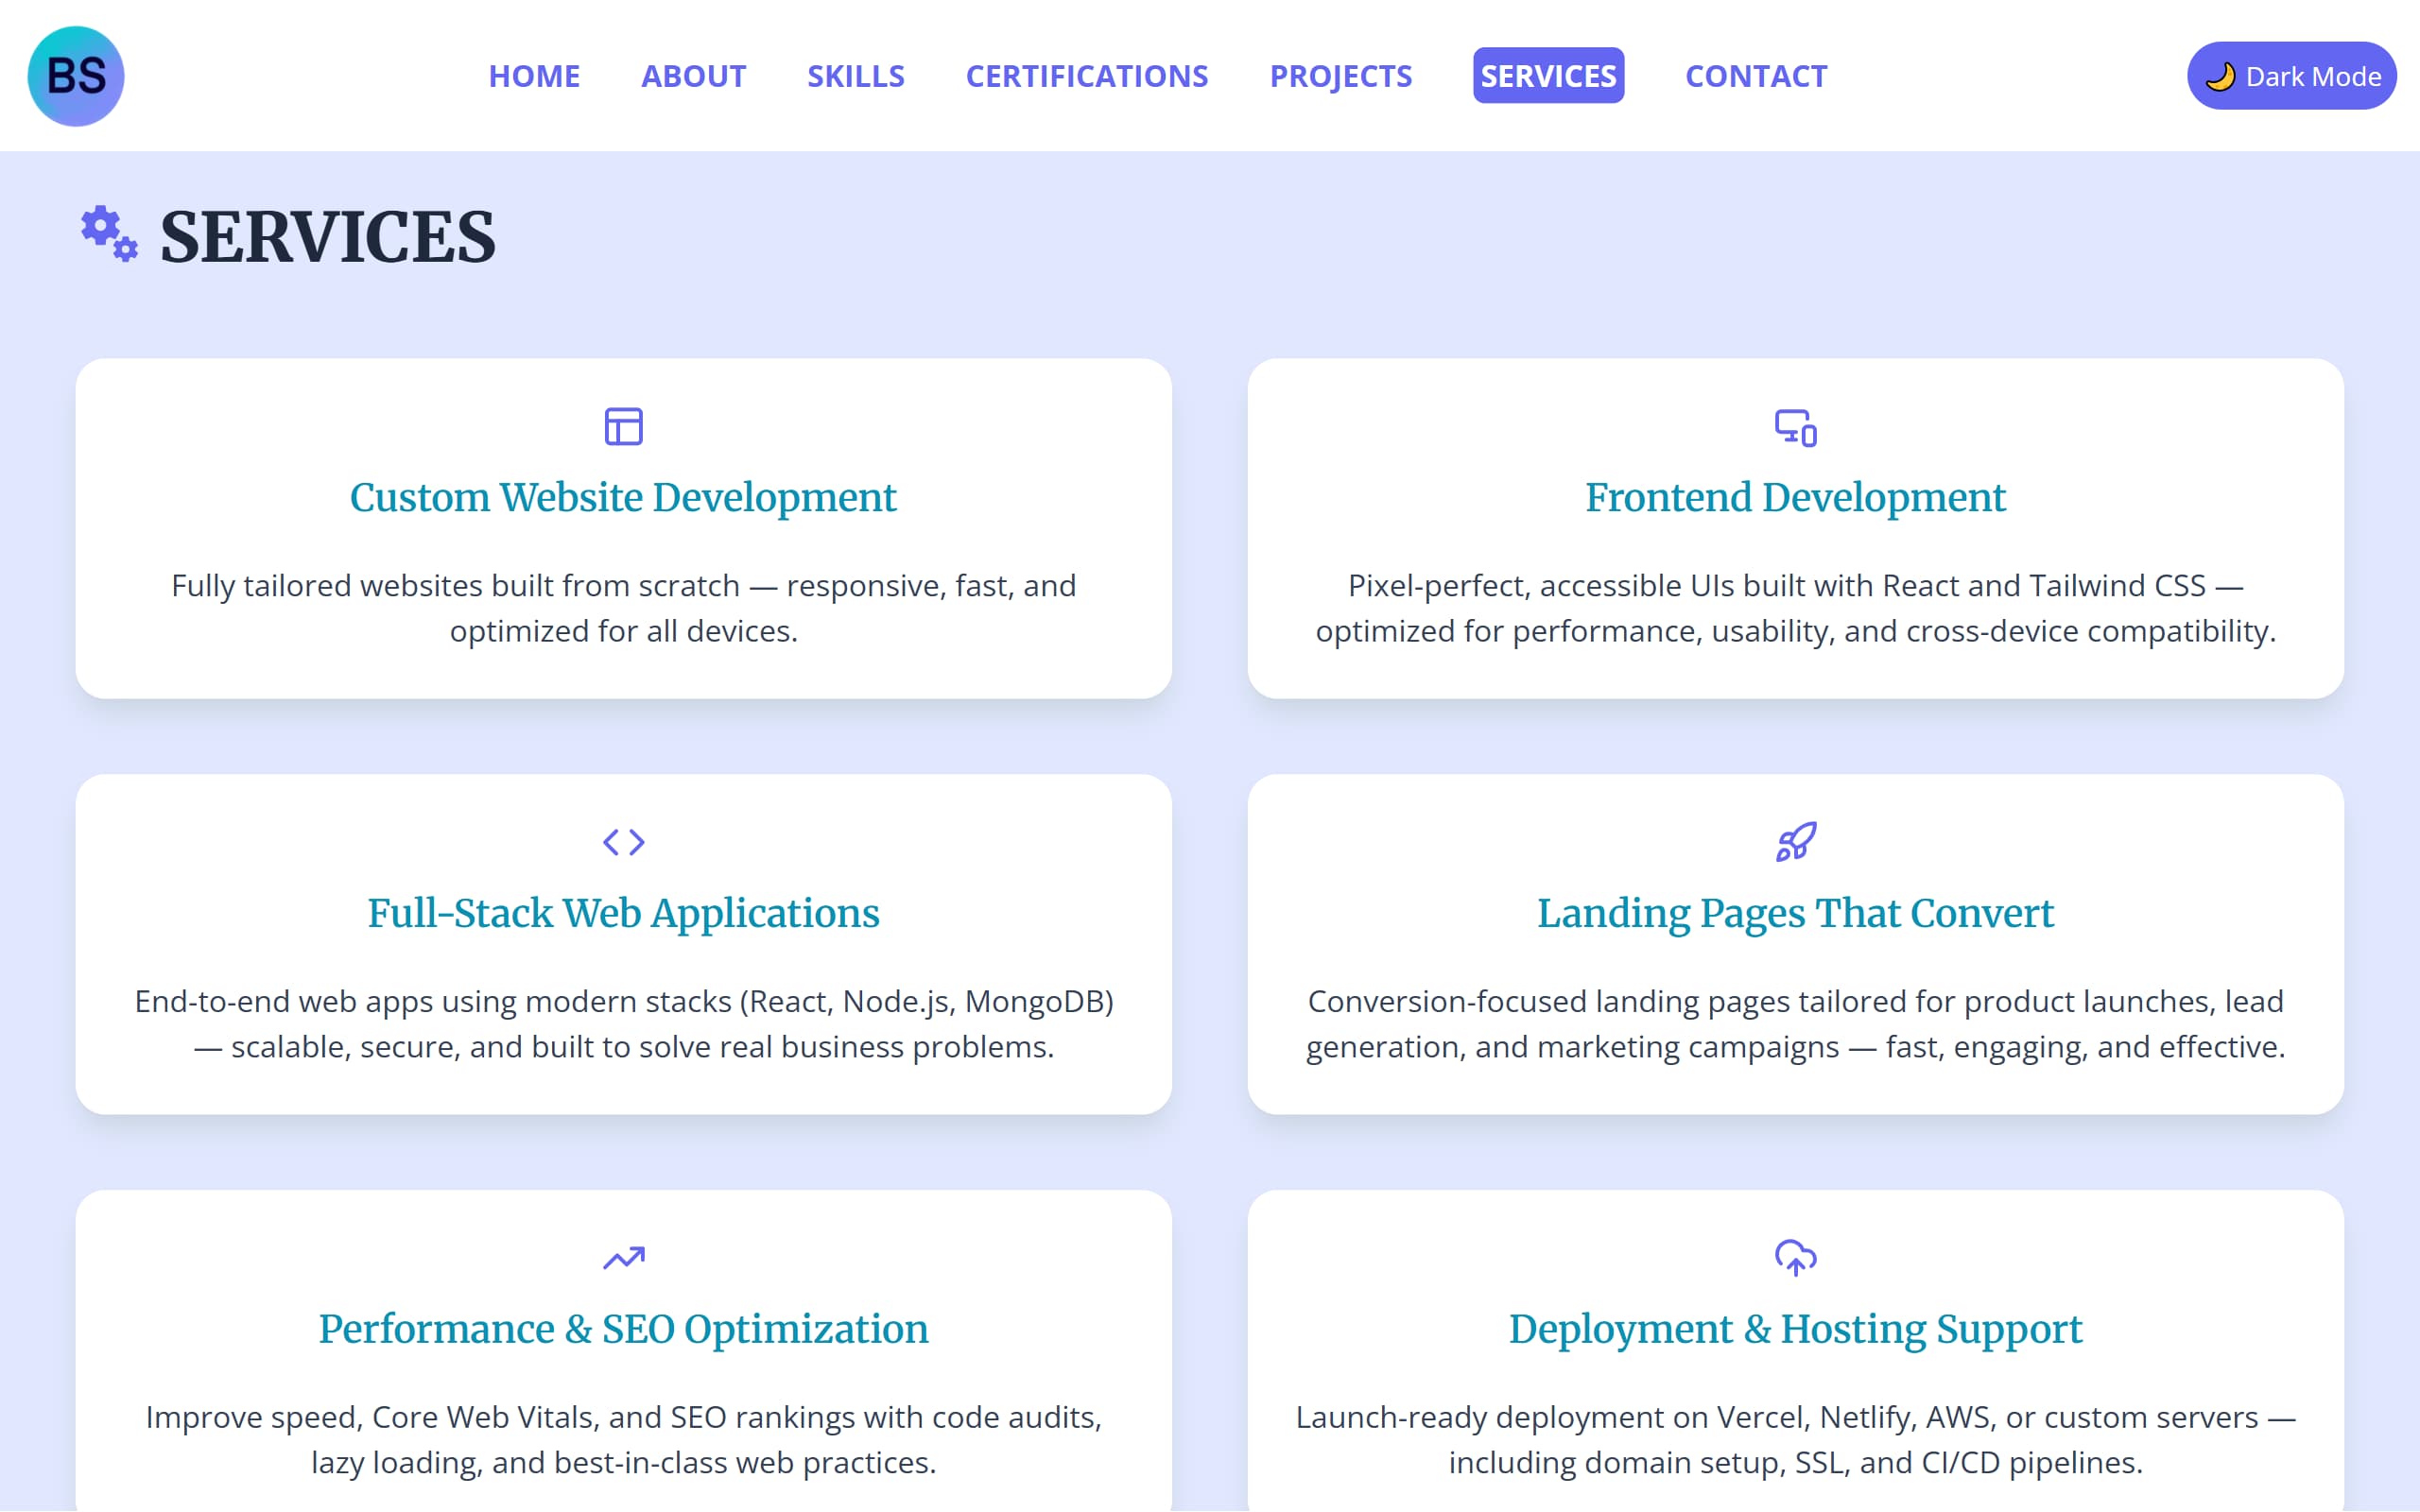 BS
HOME ABOUT SKILLS CERTIFICATIONS PROJECTS SERVICES CONTACT
🌙 Dark Mode
SERVICES
Custom Website Development
Fully tailored websites built from scratch — responsive, fast, and
optimized for all devices.
Frontend Development
Pixel-perfect, accessible UIs built with React and Tailwind CSS —
optimized for performance, usability, and cross-device compatibility.
Full-Stack Web Applications
End-to-end web apps using modern stacks (React, Node.js, MongoDB)
— scalable, secure, and built to solve real business problems.
Landing Pages That Convert
Conversion-focused landing pages tailored for product launches, lead
generation, and marketing campaigns — fast, engaging, and effective.
Performance & SEO Optimization
Improve speed, Core Web Vitals, and SEO rankings with code audits,
lazy loading, and best-in-class web practices.
Deployment & Hosting Support
Launch-ready deployment on Vercel, Netlify, AWS, or custom servers —
including domain setup, SSL, and CI/CD pipelines.